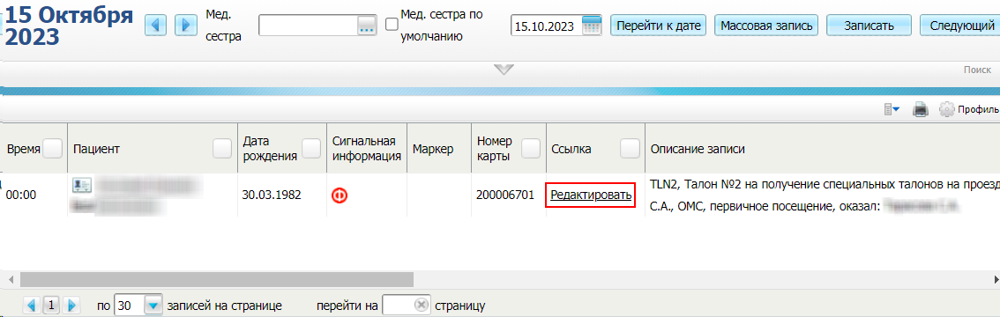 15 Октября
2023
Мед.
сестра
...
Мед. сестра по
умолчанию
15.10.2023
Перейти к дате
Массовая запись
Записать
Следующий
Поиск
Профиль
Время
Пациент
Дата
рождения
Сигнальная
информация
Маркер
Номер
карты
Ссылка
Описание записи
00:00
30.03.1982
Ф
200006701
Редактировать
TLN2, Талон №2 на получение специальных талонов на проезд
С.А., ОМС, первичное посещение, оказал:
1
по
30
записей на странице
перейти на
страницу